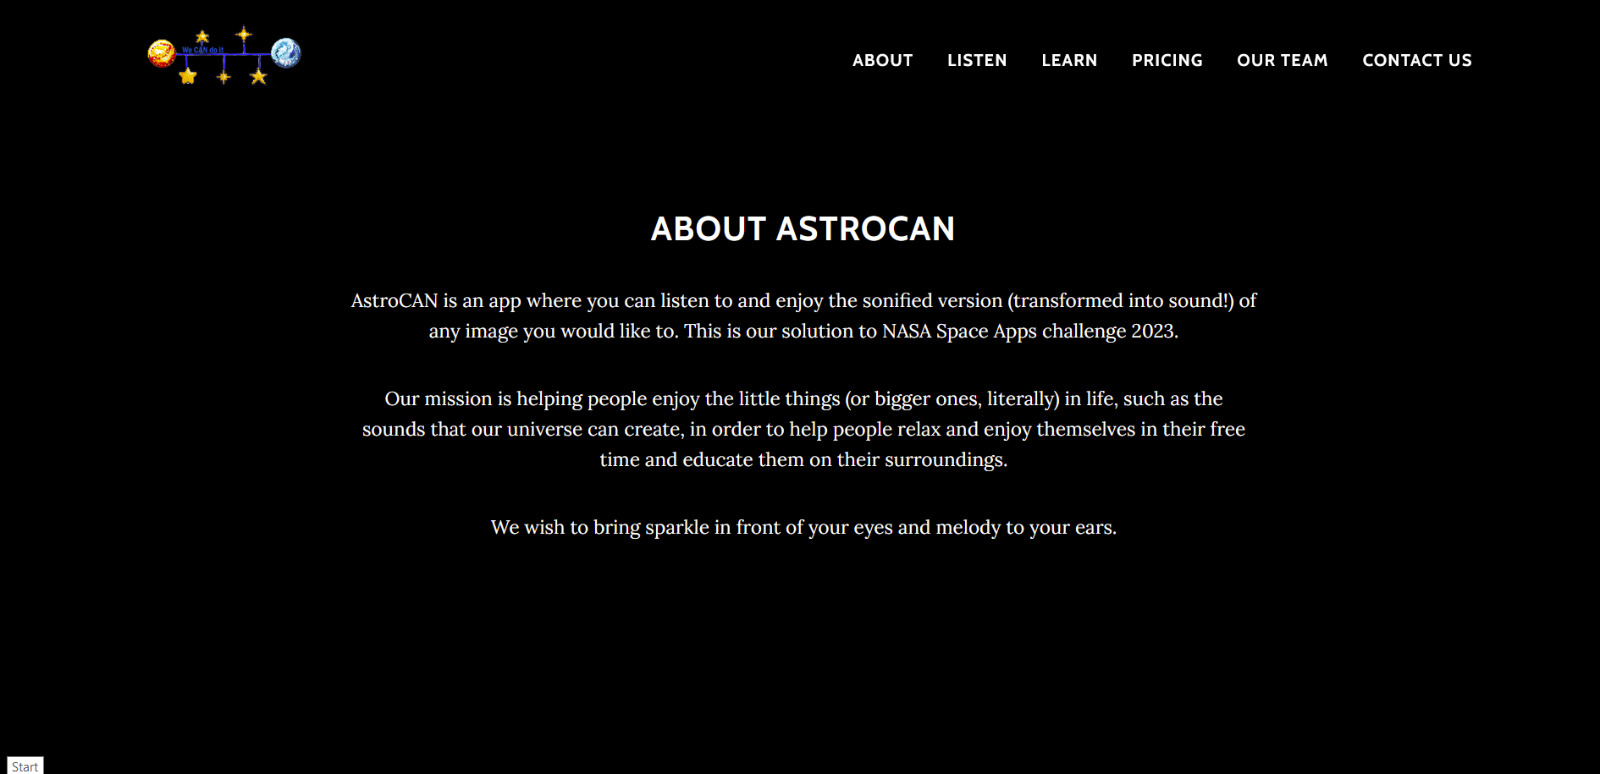 We CAN do it
ABOUT
LISTEN
LEARN
PRICING
OUR TEAM
CONTACT US
ABOUT ASTROCAN
AstroCAN is an app where you can listen to and enjoy the sonified version (transformed into sound!) of
any image you would like to. This is our solution to NASA Space Apps challenge 2023.
Our mission is helping people enjoy the little things (or bigger ones, literally) in life, such as the
sounds that our universe can create, in order to help people relax and enjoy themselves in their free
time and educate them on their surroundings.
We wish to bring sparkle in front of your eyes and melody to your ears.
Start